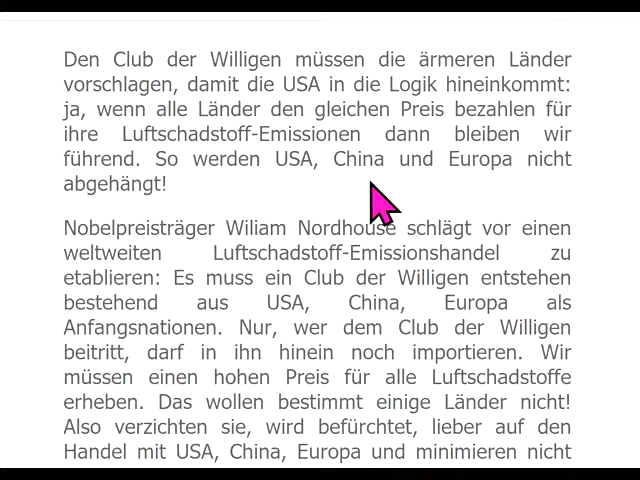 Den Club der Willigen müssen die ärmeren Länder
vorschlagen, damit die USA in die Logik hineinkommt:
ja, wenn alle Länder den gleichen Preis bezahlen für
ihre Luftschadstoff-Emissionen dann bleiben wir
führend. So werden USA, China und Europa nicht
abgehängt!
Nobelpreisträger Wiliam Nordhouse schlägt vor einen
weltweiten Luftschadstoff-Emissionshandel zu
etablieren: Es muss ein Club der Willigen entstehen
bestehend aus USA, China, Europa als
Anfangsnationen. Nur, wer dem Club der Willigen
beitritt, darf in ihn hinein noch importieren. Wir
müssen einen hohen Preis für alle Luftschadstoffe
erheben. Das wollen bestimmt einige Länder nicht!
Also verzichten sie, wird befürchtet, lieber auf den
Handel mit USA, China, Europa und minimieren nicht